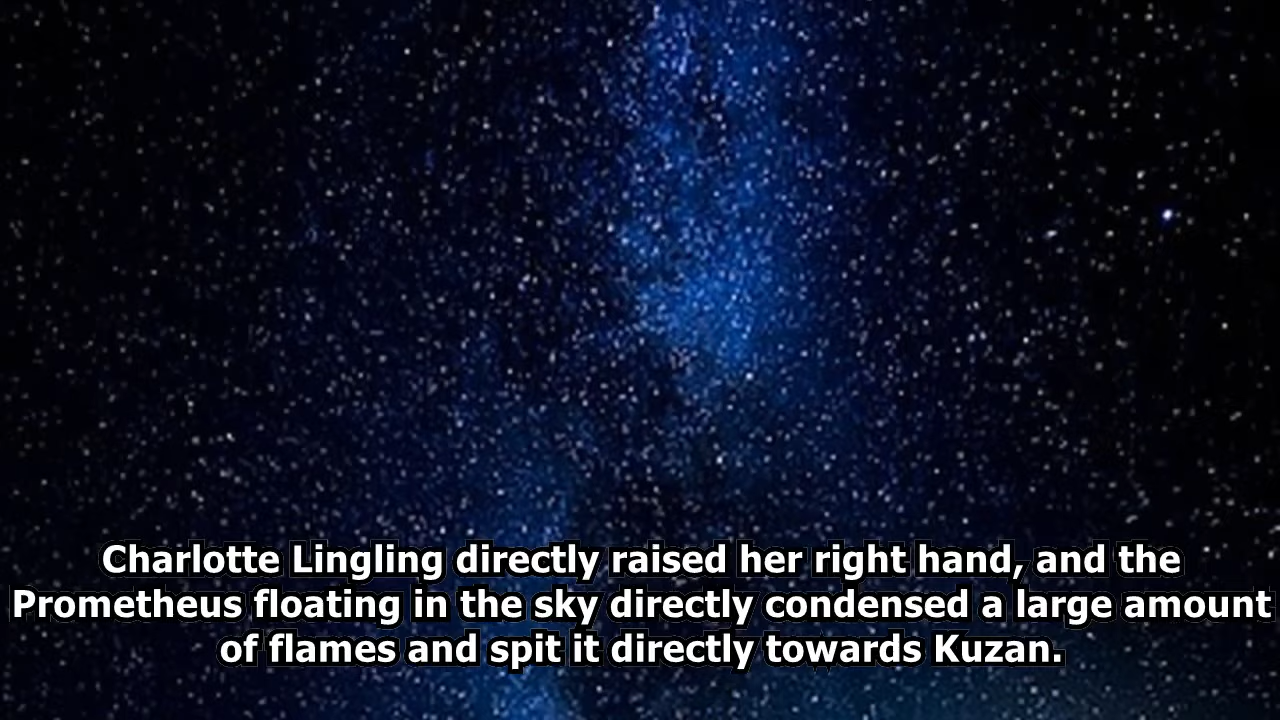 Charlotte Lingling directly raised her right hand, and the
Prometheus floating in the sky directly condensed a large amount
of flames and spit it directly towards Kuzan.